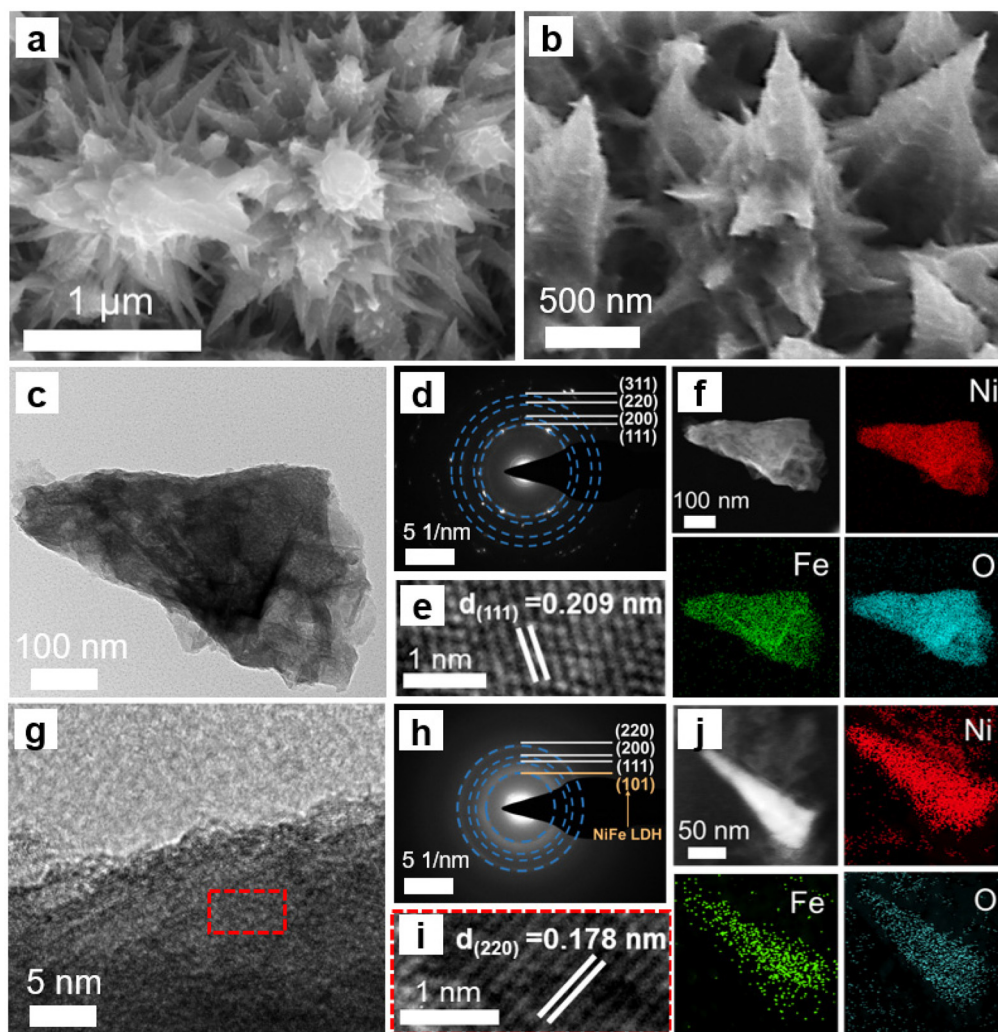 a
1 µm
b
500 nm
c
100 nm
d
(311)
(220)
(200)
(111)
5 1/nm
e
d(111) =0.209 nm
1 nm
f
100 nm
Ni
Fe
O
g
5 nm
h
(220)
(200)
(111)
(101)
NiFe LDH
5 1/nm
i
d(220) =0.178 nm
1 nm
j
50 nm
Ni
Fe
O